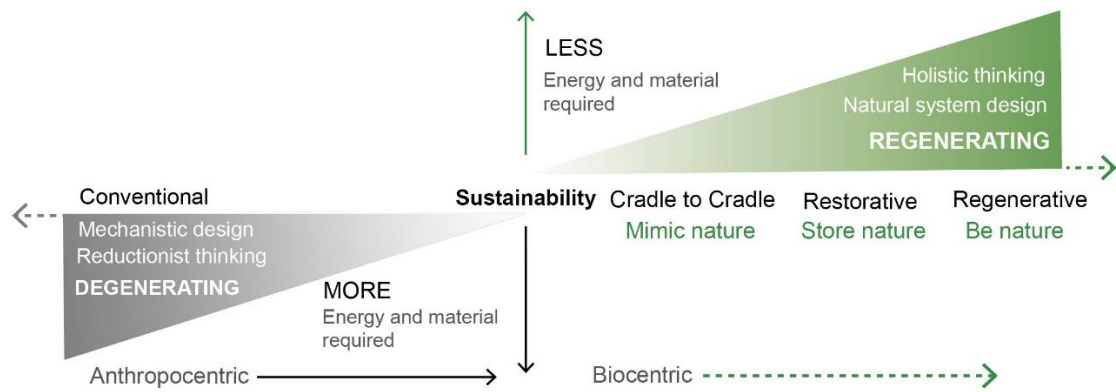 LESS
Energy and material
required
Holistic thinking
Natural system design
REGENERATING
Conventional
Sustainability
Cradle to Cradle
Restorative
Regenerative
Mimic nature
Store nature
Be nature
Mechanistic design
Reductionist thinking
DEGENERATING
MORE
Energy and material
required
Anthropocentric
Biocentric